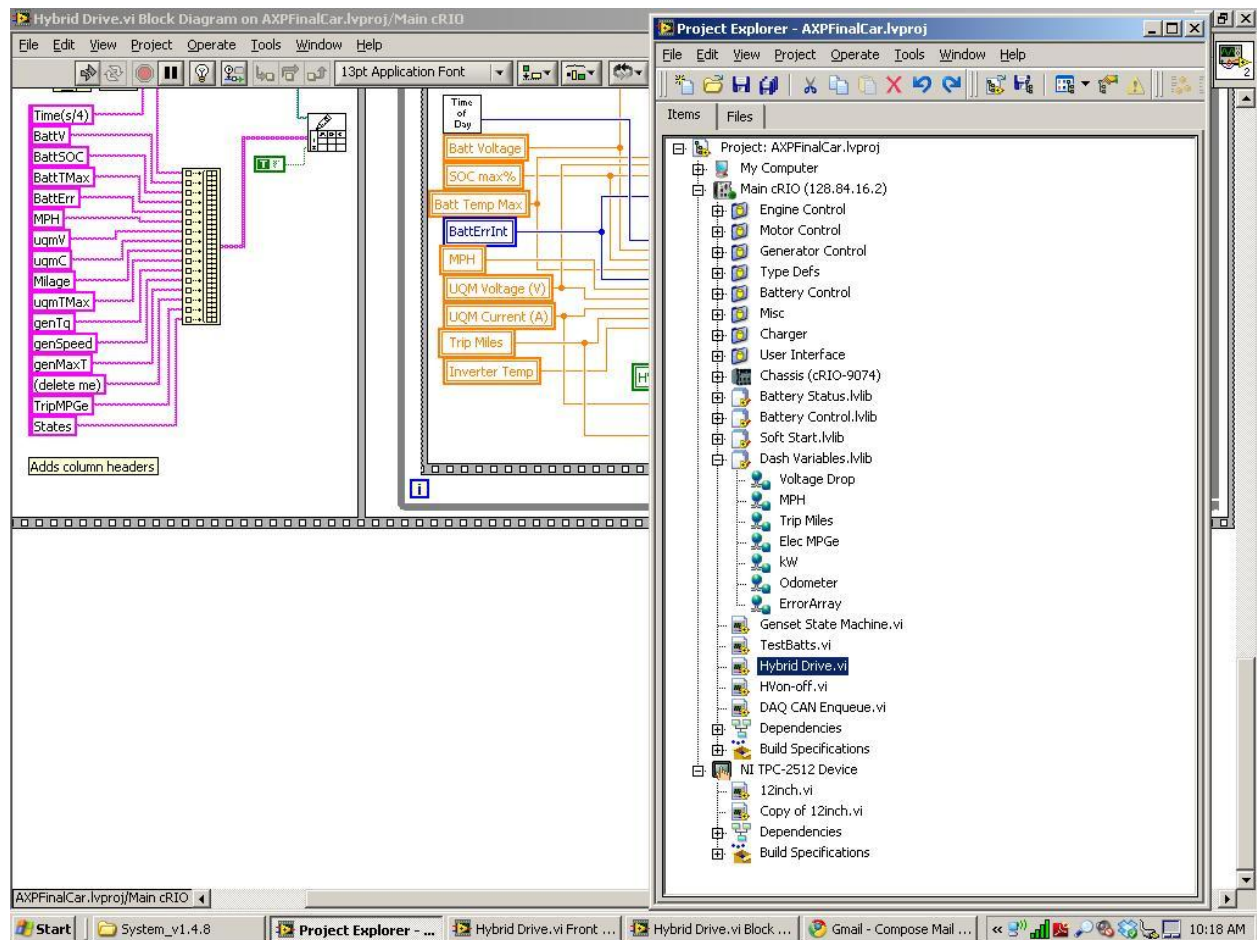 Hybrid Drive.vi Block Diagram on AXPFinalCar.lvproj/Main cRIO
File Edit View Project Operate Tools Window Help
13pt Application Font
2
Time(s/4)
BattV
BattSOC
BattTMax
BattErr
MPH
uqmV
uqmC
Milage
uqmTMax
genTq
genSpeed
genMaxT
(delete me)
TripMPGe
States
Adds column headers
T F
Time
of
Day
Batt Voltage
SOC max%
Batt Temp Max
BattErrInt
MPH
UQM Voltage (V)
UQM Current (A)
Trip Miles
Inverter Temp
i
Project Explorer - AXPFinalCar.lvproj
File Edit View Project Operate Tools Window Help
Items Files
Project: AXPFinalCar.lvproj
My Computer
Main cRIO (128.84.16.2)
Engine Control
Motor Control
Generator Control
Type Defs
Battery Control
Misc
Charger
User Interface
Chassis (cRIO-9074)
Battery Status.lvlib
Battery Control.lvlib
Soft Start.lvlib
Dash Variables.lvlib
Voltage Drop
MPH
Trip Miles
Elec MPGe
kW
Odometer
ErrorArray
Genset State Machine.vi
TestBatts.vi
Hybrid Drive.vi
HVon-off.vi
DAQ CAN Enqueue.vi
Dependencies
Build Specifications
NI TPC-2512 Device
12inch.vi
Copy of 12inch.vi
Dependencies
Build Specifications
AXPFinalCar.lvproj/Main cRIO
Start System_v1.4.8 Project Explorer - ... Hybrid Drive.vi Front ... Hybrid Drive.vi Block ... Gmail - Compose Mail ... « 10:18 AM